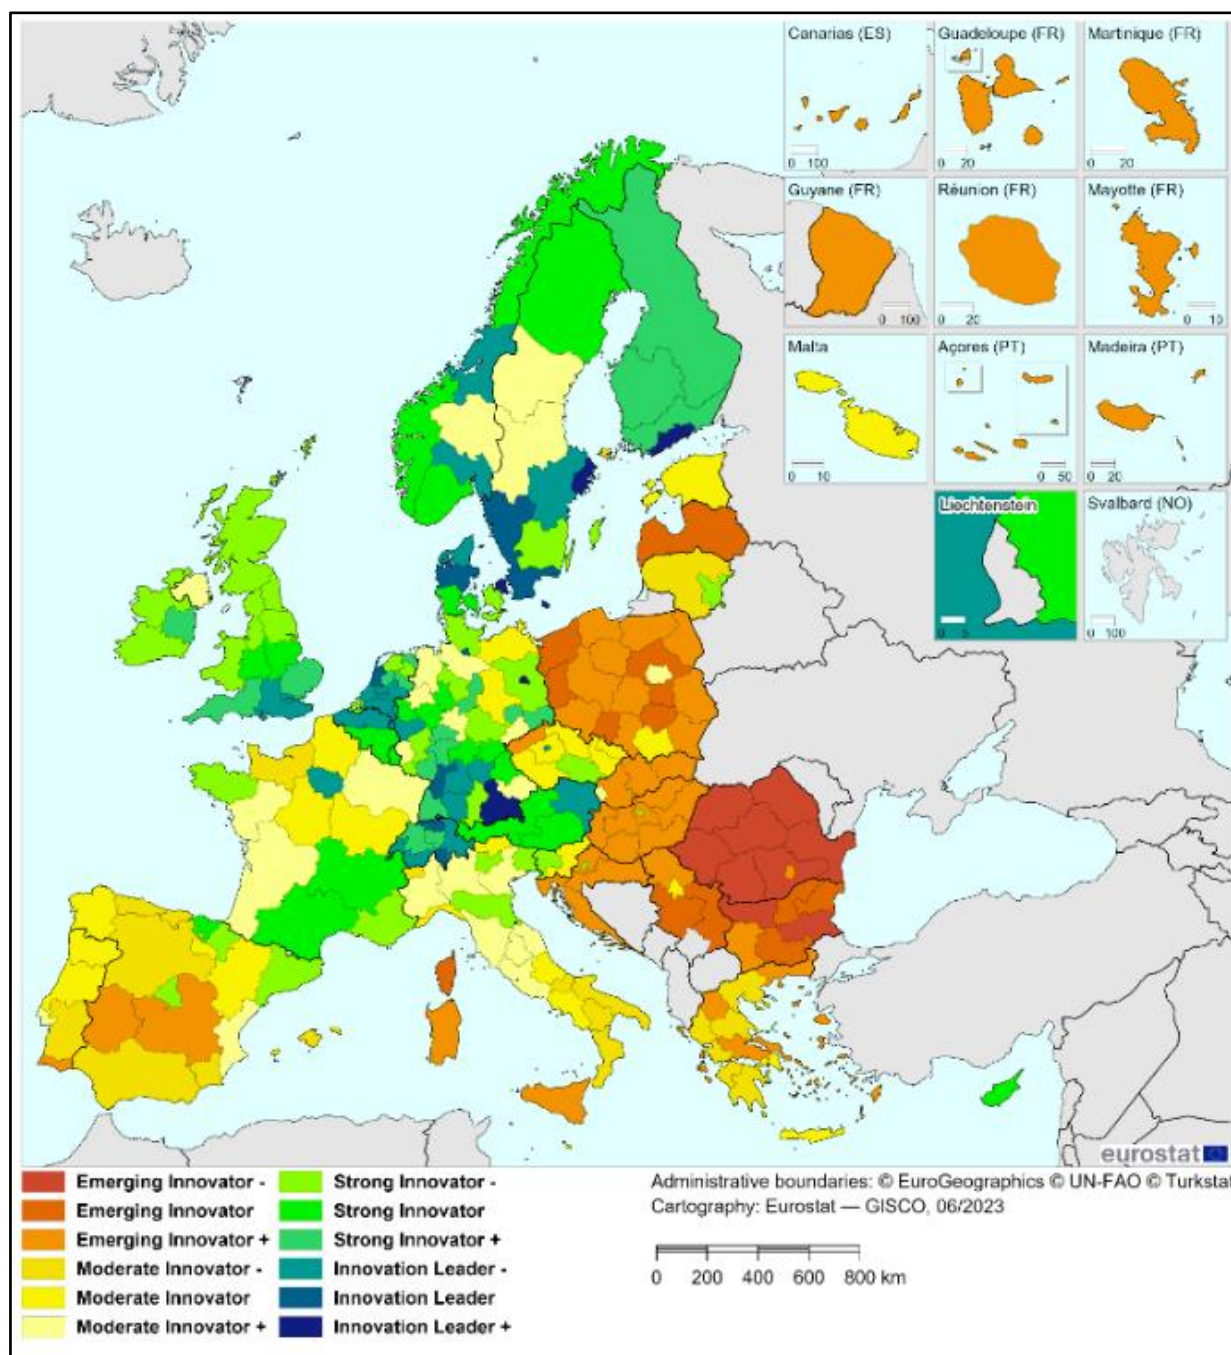 Canarias (ES)
0 100
Guadeloupe (FR)
0 20
Martinique (FR)
0 20
Guyane (FR)
0 100
Réunion (FR)
0 20
Mayotte (FR)
0 10
Malta
0 10
Açores (PT)
0 50
Madeira (PT)
0 20
Liechtenstein
0
Svalbard (NO)
0 100
eurostat
Emerging Innovator -
Emerging Innovator
Emerging Innovator +
Moderate Innovator -
Moderate Innovator
Moderate Innovator +
Strong Innovator -
Strong Innovator
Strong Innovator +
Innovation Leader -
Innovation Leader
Innovation Leader +
Administrative boundaries: © EuroGeographics © UN-FAO © Turkstat
Cartography: Eurostat — GISCO, 06/2023
0 200 400 600 800 km